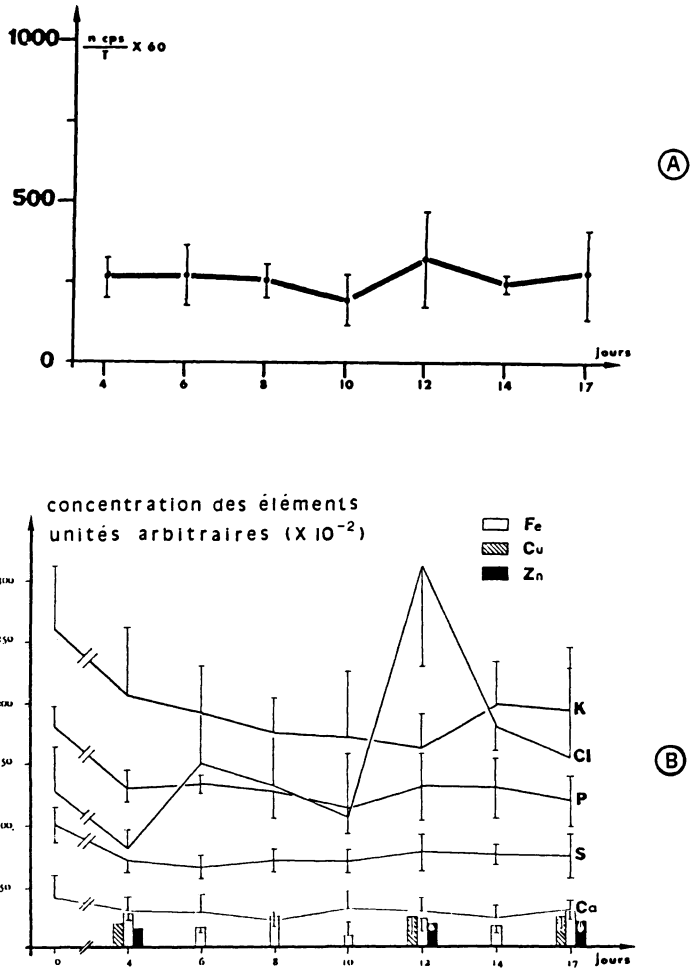 1000
n cps
T
X 60
500
0
jours
4 6 8 10 12 14 17
A
concentration des éléments
unités arbitraires (X 10⁻²)
Fe
Cu
Zn
K
Cl
P
S
Ca
B
50
0 4 6 8 10 12 14 17
jours